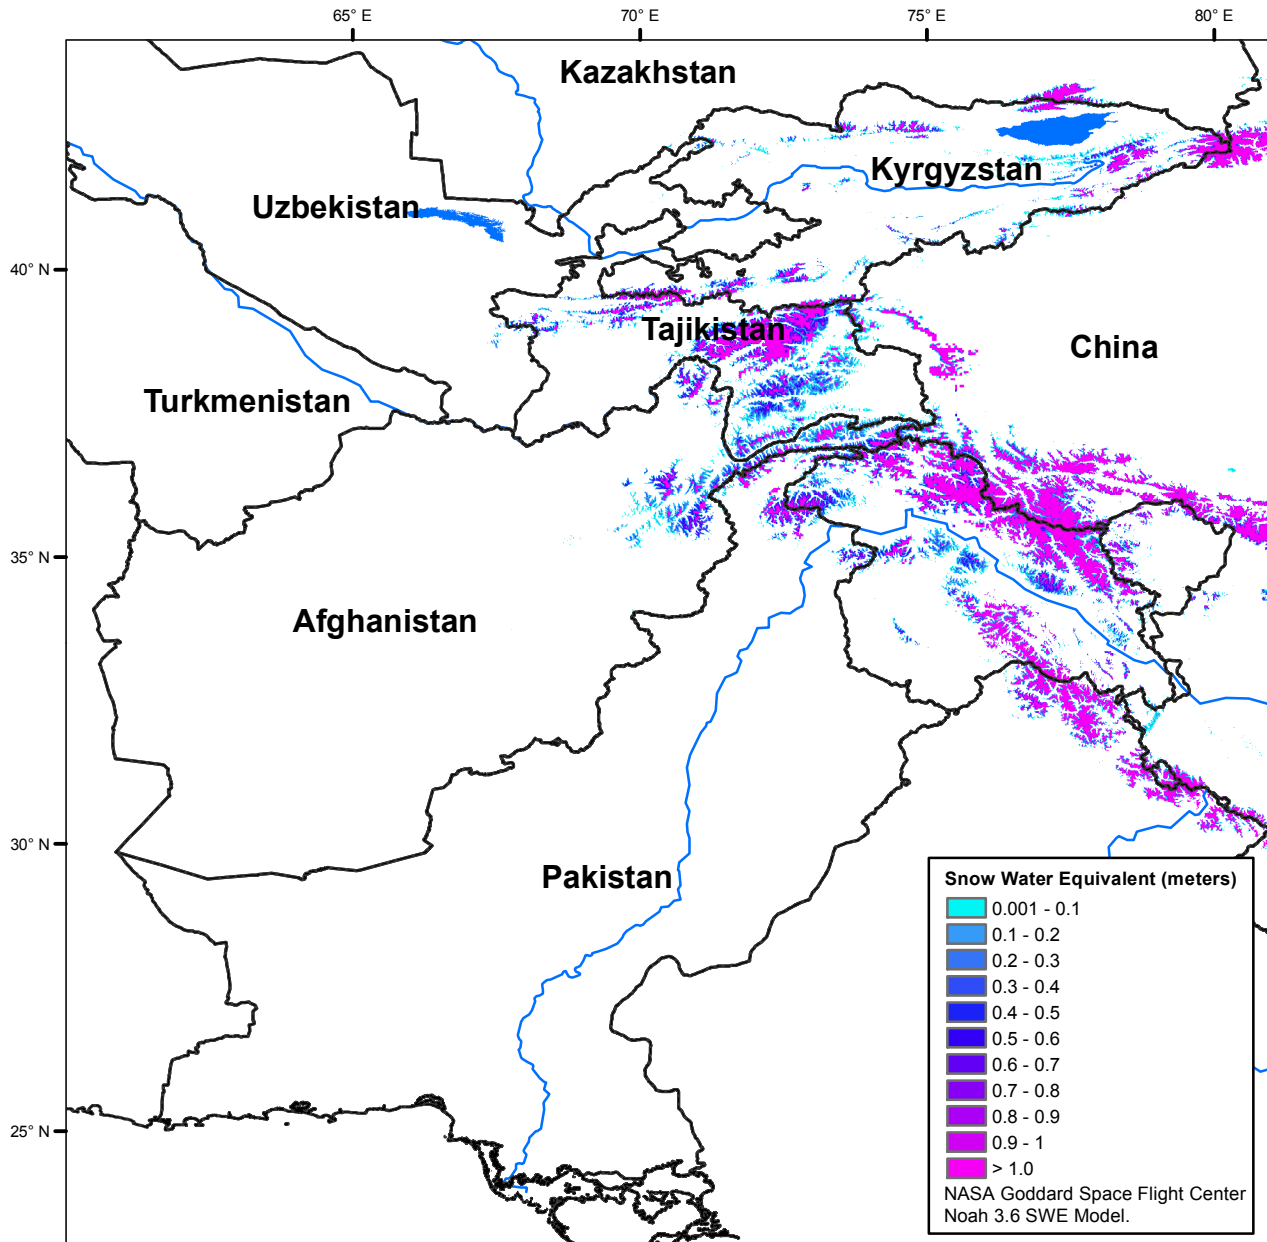 65° E
70° E
75° E
80° E
Kazakhstan
Kyrgyzstan
Uzbekistan
40° N
Tajikistan
China
Turkmenistan
35° N
Afghanistan
30° N
Pakistan
25° N
Snow Water Equivalent (meters)
0.001 - 0.1
0.1 - 0.2
0.2 - 0.3
0.3 - 0.4
0.4 - 0.5
0.5 - 0.6
0.6 - 0.7
0.7 - 0.8
0.8 - 0.9
0.9 - 1
> 1.0
NASA Goddard Space Flight Center
Noah 3.6 SWE Model.